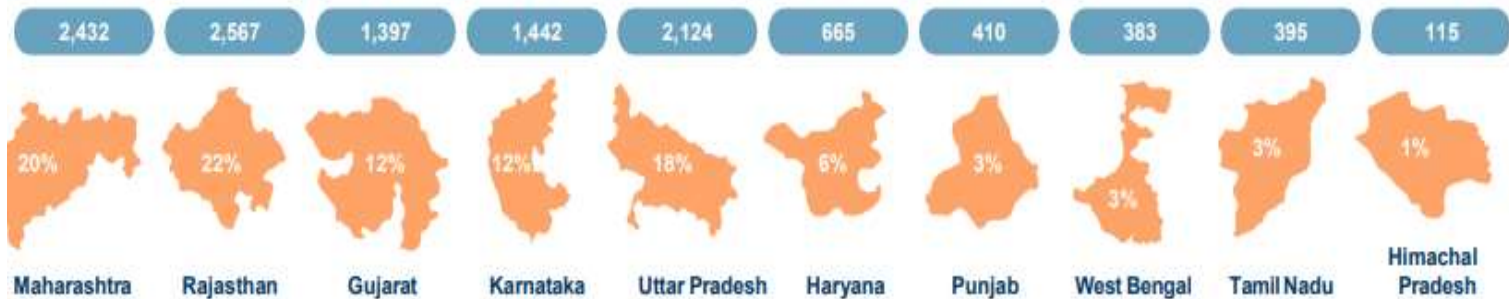 2,432 2,567 1,397 1,442 2,124 665 410 383 395 115
20% 22% 12% 12% 18% 6% 3% 3% 3% 1%
Maharashtra Rajasthan Gujarat Karnataka Uttar Pradesh Haryana Punjab West Bengal Tamil Nadu Himachal
Pradesh